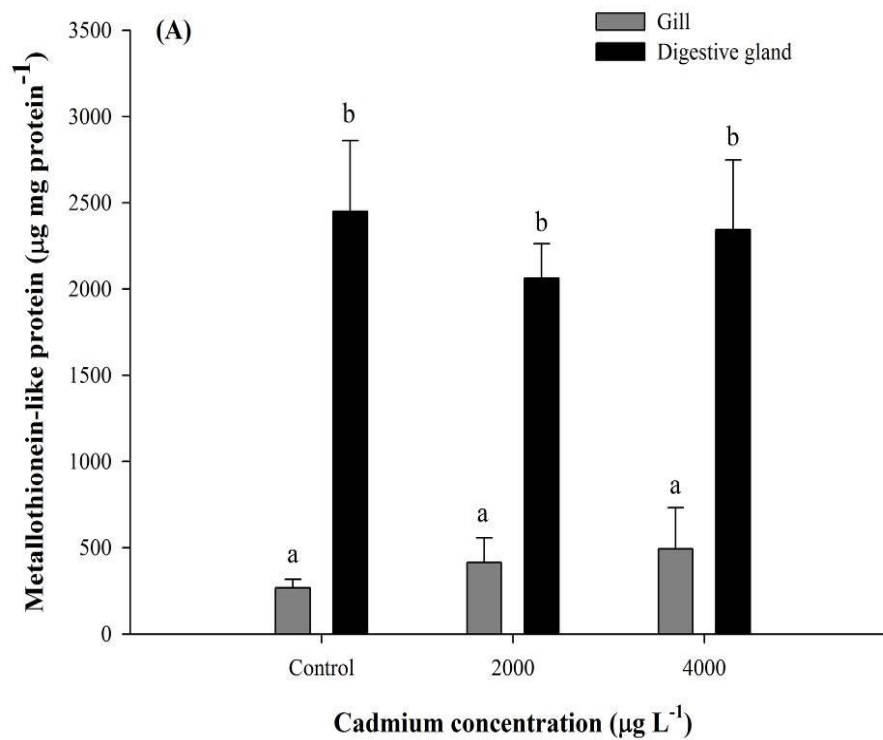 (A)
Gill
Digestive gland
Metallothionein-like protein (µg mg protein⁻¹)
3500
3000
2500
2000
1500
1000
500
0
b
b
b
a
a
a
Control 2000 4000
Cadmium concentration (µg L⁻¹)